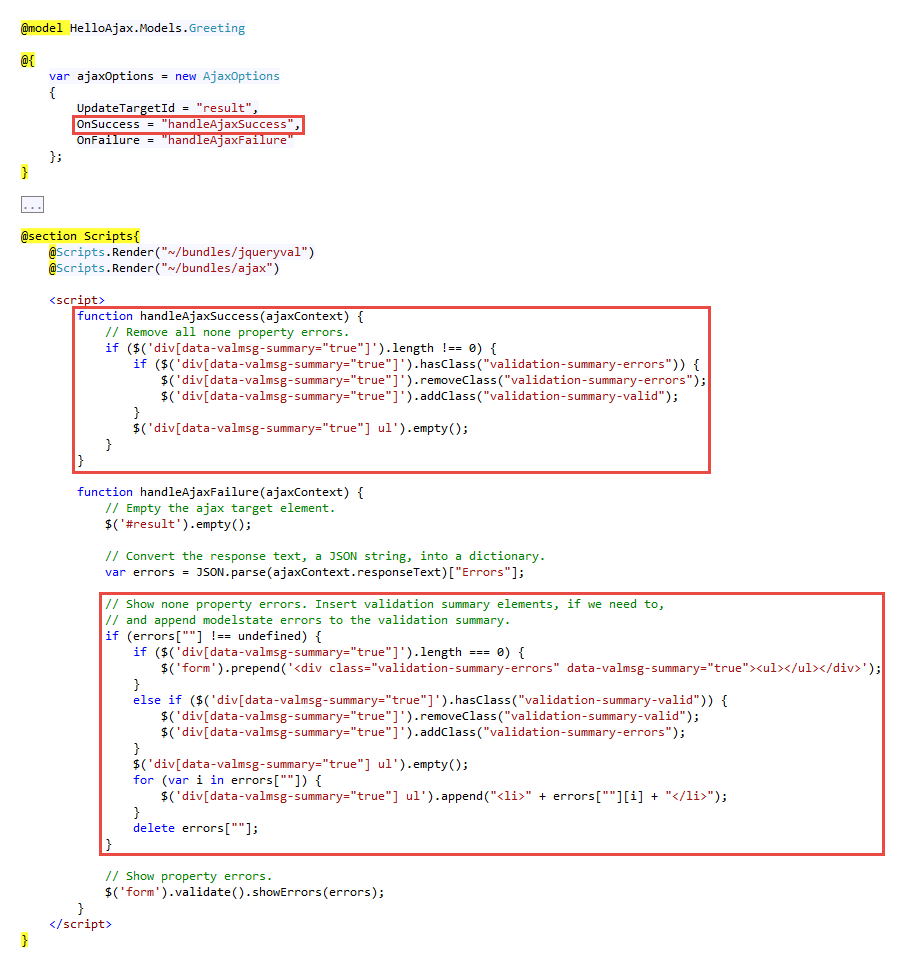 @model HelloAjax.Models.Greeting
@{
    var ajaxOptions = new AjaxOptions
    {
        UpdateTargetId = "result",
        OnSuccess = "handleAjaxSuccess",
        OnFailure = "handleAjaxFailure"
    };
}
...
@section Scripts{
    @Scripts.Render("~/bundles/jqueryval")
    @Scripts.Render("~/bundles/ajax")
    <script>
        function handleAjaxSuccess(ajaxContext) {
            // Remove all none property errors.
            if ($('div[data-valmsg-summary="true"]').length !== 0) {
                if ($('div[data-valmsg-summary="true"]').hasClass("validation-summary-errors")) {
                    $('div[data-valmsg-summary="true"]').removeClass("validation-summary-errors");
                    $('div[data-valmsg-summary="true"]').addClass("validation-summary-valid");
                }
                $('div[data-valmsg-summary="true"] ul').empty();
            }
        }
        function handleAjaxFailure(ajaxContext) {
            // Empty the ajax target element.
            $('#result').empty();
            // Convert the response text, a JSON string, into a dictionary.
            var errors = JSON.parse(ajaxContext.responseText)["Errors"];
            // Show none property errors. Insert validation summary elements, if we need to,
            // and append modelstate errors to the validation summary.
            if (errors[""] !== undefined) {
                if ($('div[data-valmsg-summary="true"]').length === 0) {
                    $('form').prepend('<div class="validation-summary-errors" data-valmsg-summary="true"><ul></ul></div>');
                }
                else if ($('div[data-valmsg-summary="true"]').hasClass("validation-summary-valid")) {
                    $('div[data-valmsg-summary="true"]').removeClass("validation-summary-valid");
                    $('div[data-valmsg-summary="true"]').addClass("validation-summary-errors");
                }
                $('div[data-valmsg-summary="true"] ul').empty();
                for (var i in errors[""]) {
                    $('div[data-valmsg-summary="true"] ul').append("<li>" + errors[""][i] + "</li>");
                }
                delete errors[""];
            }
            // Show property errors.
            $('form').validate().showErrors(errors);
        }
    </script>
}